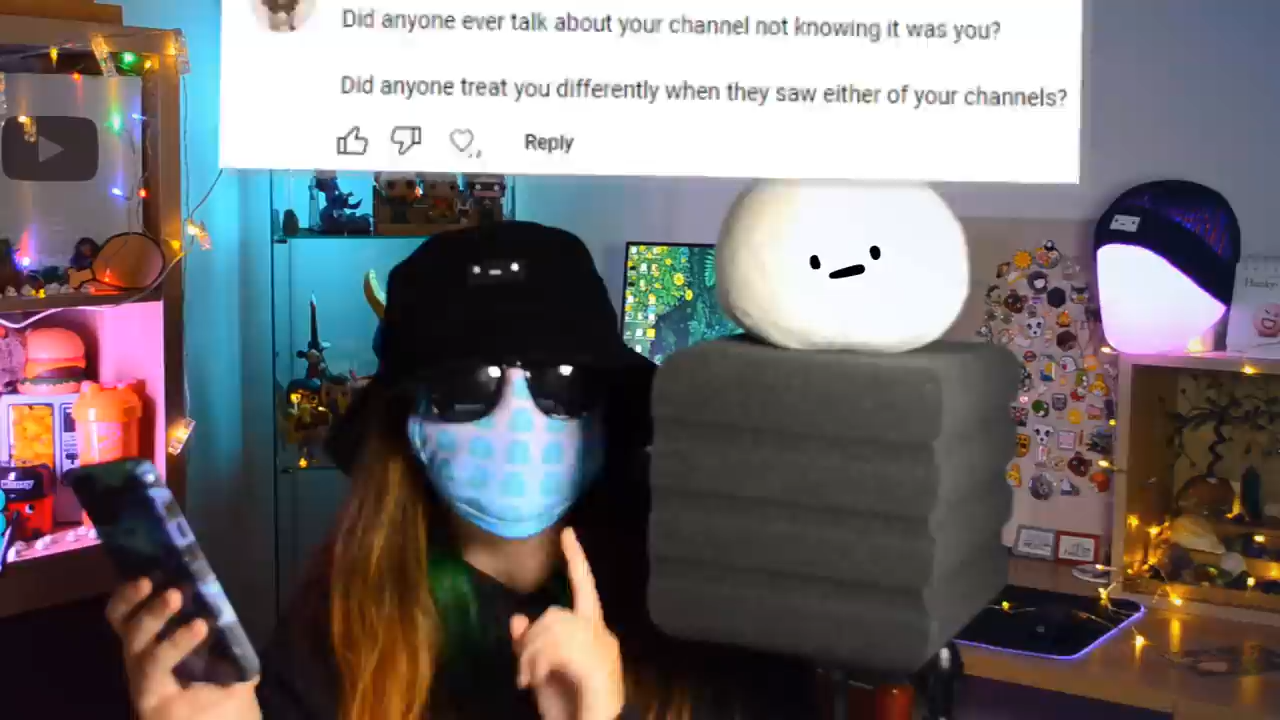 Did anyone ever talk about your channel not knowing it was you?
Did anyone treat you differently when they saw either of your channels?
Reply